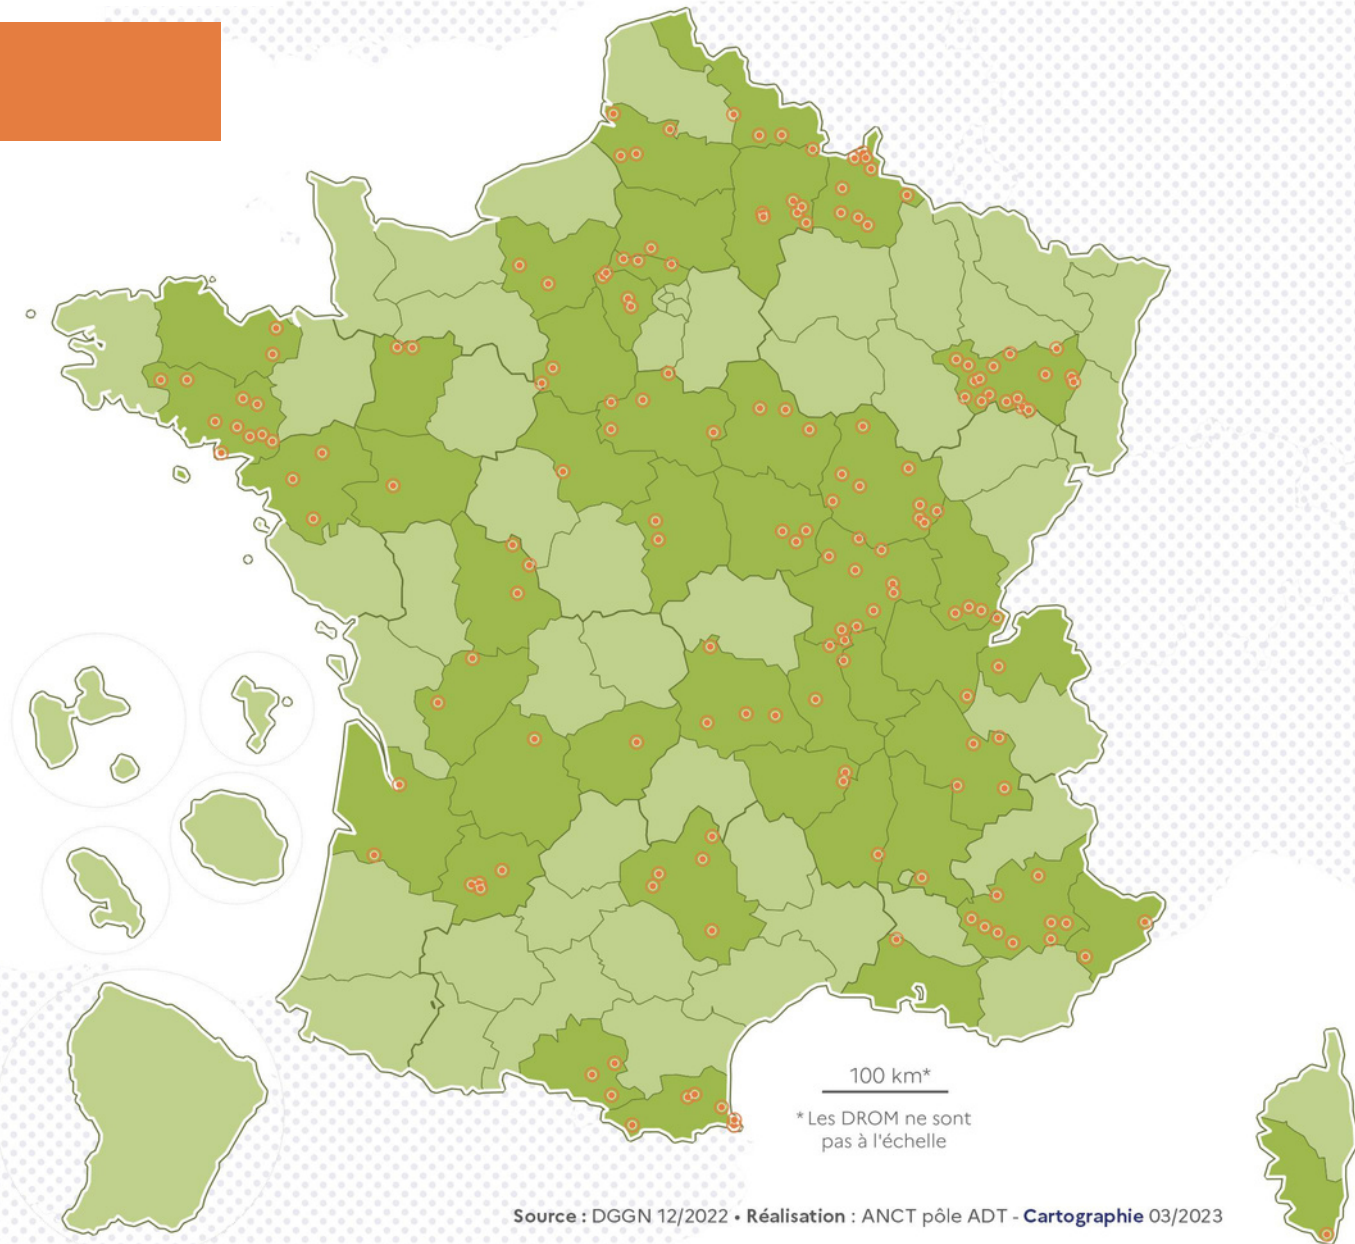 100 km*
* Les DROM ne sont
pas à l'échelle
Source : DGGN 12/2022 • Réalisation : ANCT pôle ADT - Cartographie 03/2023